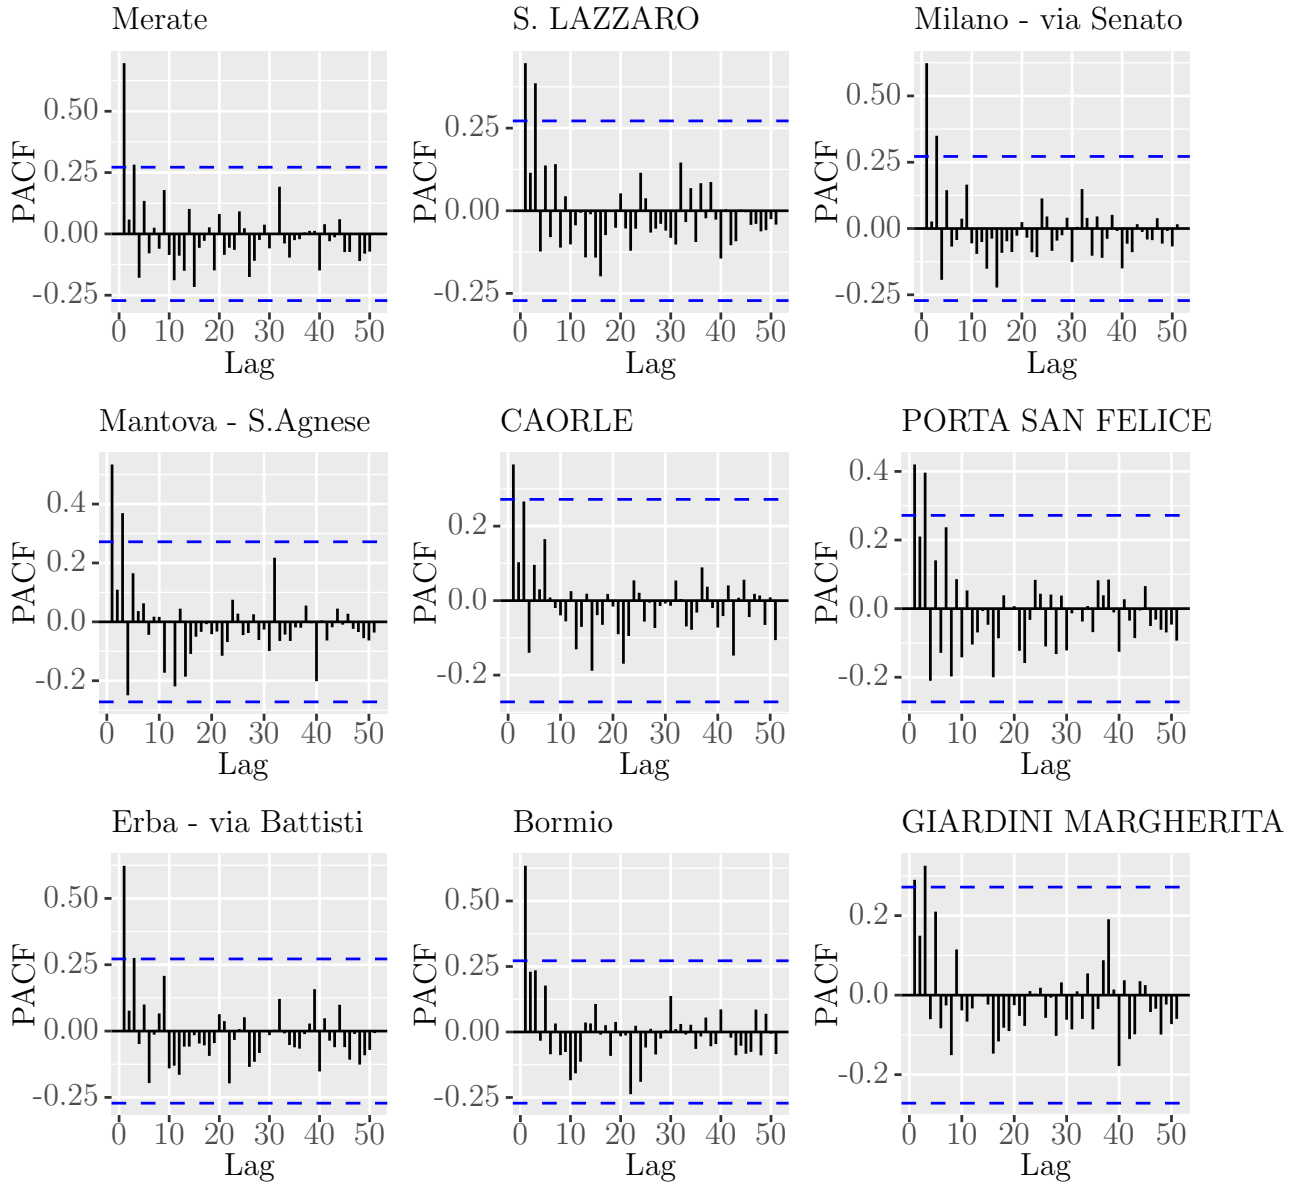 Merate
S. LAZZARO
Milano - via Senato
PACF
0.50
0.25
0.00
-0.25
0 10 20 30 40 50
Lag
PACF
0.25
0.00
-0.25
0 10 20 30 40 50
Lag
PACF
0.50
0.25
0.00
-0.25
0 10 20 30 40 50
Lag
Mantova - S.Agnese
CAORLE
PORTA SAN FELICE
PACF
0.4
0.2
0.0
-0.2
0 10 20 30 40 50
Lag
PACF
0.2
0.0
-0.2
0 10 20 30 40 50
Lag
PACF
0.4
0.2
0.0
-0.2
0 10 20 30 40 50
Lag
Erba - via Battisti
Bormio
GIARDINI MARGHERITA
PACF
0.50
0.25
0.00
-0.25
0 10 20 30 40 50
Lag
PACF
0.50
0.25
0.00
-0.25
0 10 20 30 40 50
Lag
PACF
0.2
0.0
-0.2
0 10 20 30 40 50
Lag